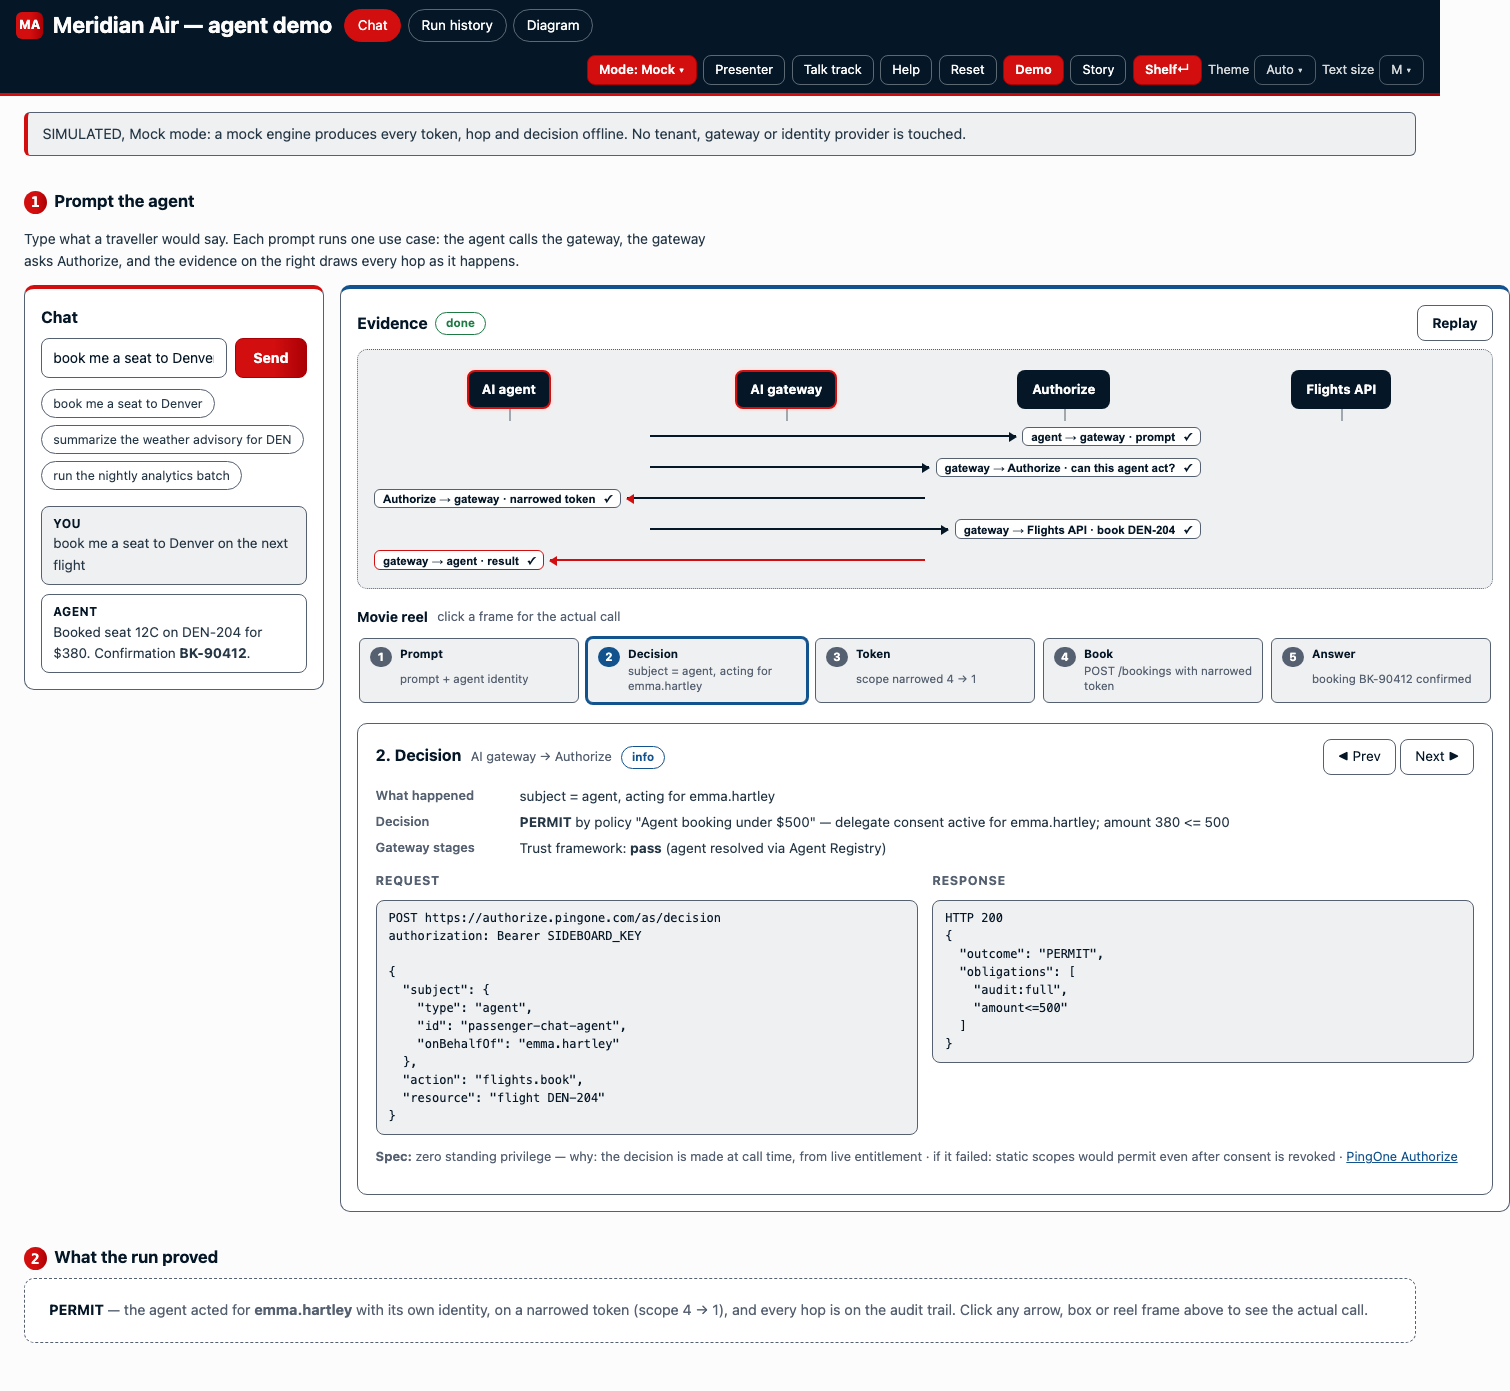 MA Meridian Air — agent demo Chat Run history Diagram
Mode: Mock ▾ Presenter Talk track Help Reset Demo Story Shelf↵ Theme Auto ▾ Text size M ▾
SIMULATED, Mock mode: a mock engine produces every token, hop and decision offline. No tenant, gateway or identity provider is touched.
1 Prompt the agent
Type what a traveller would say. Each prompt runs one use case: the agent calls the gateway, the gateway
asks Authorize, and the evidence on the right draws every hop as it happens.
Chat
book me a seat to Denve
Send
book me a seat to Denver
summarize the weather advisory for DEN
run the nightly analytics batch
YOU
book me a seat to Denver on the next
flight
AGENT
Booked seat 12C on DEN-204 for
$380. Confirmation BK-90412.
Evidence done
Replay
AI agent AI gateway Authorize Flights API
agent → gateway · prompt ✓
gateway → Authorize · can this agent act? ✓
Authorize → gateway · narrowed token ✓
gateway → Flights API · book DEN-204 ✓
gateway → agent · result ✓
Movie reel click a frame for the actual call
1 Prompt
prompt + agent identity
2 Decision
subject = agent, acting for
emma.hartley
3 Token
scope narrowed 4 → 1
4 Book
POST /bookings with narrowed
token
5 Answer
booking BK-90412 confirmed
2. Decision AI gateway → Authorize info
◀ Prev Next ▶
What happened subject = agent, acting for emma.hartley
Decision PERMIT by policy "Agent booking under $500" — delegate consent active for emma.hartley; amount 380 <= 500
Gateway stages Trust framework: pass (agent resolved via Agent Registry)
REQUEST
POST https://authorize.pingone.com/as/decision
authorization: Bearer SIDEBOARD_KEY
{
"subject": {
"type": "agent",
"id": "passenger-chat-agent",
"onBehalfOf": "emma.hartley"
},
"action": "flights.book",
"resource": "flight DEN-204"
}
RESPONSE
HTTP 200
{
"outcome": "PERMIT",
"obligations": [
"audit:full",
"amount<=500"
]
}
Spec: zero standing privilege — why: the decision is made at call time, from live entitlement · if it failed: static scopes would permit even after consent is revoked · PingOne Authorize
2 What the run proved
PERMIT — the agent acted for emma.hartley with its own identity, on a narrowed token (scope 4 → 1), and every hop is on the audit trail. Click any arrow, box or reel frame above to see the actual call.